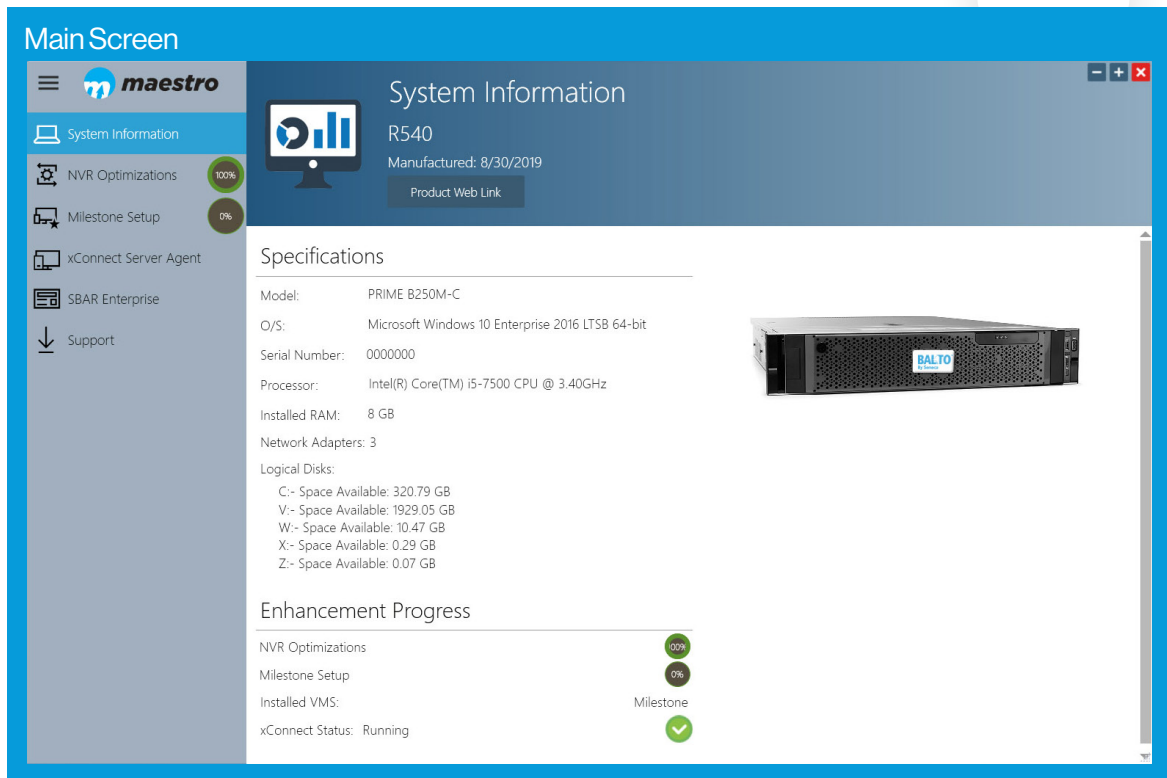 Main Screen
maestro
System Information
NVR Optimizations 100%
Milestone Setup 0%
xConnect Server Agent
SBAR Enterprise
Support
System Information
R540
Manufactured: 8/30/2019
Product Web Link
Specifications
Model: PRIME B250M-C
O/S: Microsoft Windows 10 Enterprise 2016 LTSB 64-bit
Serial Number: 0000000
Processor: Intel(R) Core(TM) i5-7500 CPU @ 3.40GHz
Installed RAM: 8 GB
Network Adapters: 3
Logical Disks:
C:- Space Available: 320.79 GB
V:- Space Available: 1929.05 GB
W:- Space Available: 10.47 GB
X:- Space Available: 0.29 GB
Z:- Space Available: 0.07 GB
BALTO
By Seneca
Enhancement Progress
NVR Optimizations 100%
Milestone Setup 0%
Installed VMS: Milestone
xConnect Status: Running